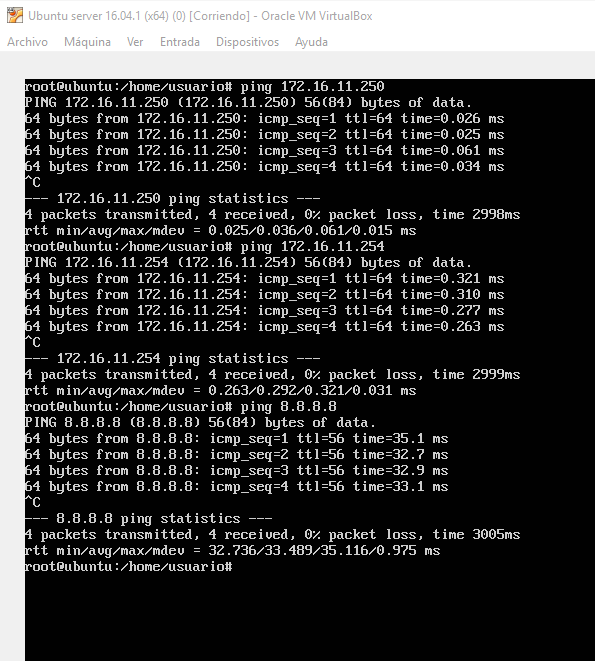 Ubuntu server 16.04.1 (x64) (0) [Corriendo] - Oracle VM VirtualBox
Archivo Máquina Ver Entrada Dispositivos Ayuda
root@ubuntu:/home/usuario# ping 172.16.11.250
PING 172.16.11.250 (172.16.11.250) 56(84) bytes of data.
64 bytes from 172.16.11.250: icmp_seq=1 ttl=64 time=0.026 ms
64 bytes from 172.16.11.250: icmp_seq=2 ttl=64 time=0.025 ms
64 bytes from 172.16.11.250: icmp_seq=3 ttl=64 time=0.061 ms
64 bytes from 172.16.11.250: icmp_seq=4 ttl=64 time=0.034 ms
^C
--- 172.16.11.250 ping statistics ---
4 packets transmitted, 4 received, 0% packet loss, time 2998ms
rtt min/avg/max/mdev = 0.025/0.036/0.061/0.015 ms
root@ubuntu:/home/usuario# ping 172.16.11.254
PING 172.16.11.254 (172.16.11.254) 56(84) bytes of data.
64 bytes from 172.16.11.254: icmp_seq=1 ttl=64 time=0.321 ms
64 bytes from 172.16.11.254: icmp_seq=2 ttl=64 time=0.310 ms
64 bytes from 172.16.11.254: icmp_seq=3 ttl=64 time=0.277 ms
64 bytes from 172.16.11.254: icmp_seq=4 ttl=64 time=0.263 ms
^C
--- 172.16.11.254 ping statistics ---
4 packets transmitted, 4 received, 0% packet loss, time 2999ms
rtt min/avg/max/mdev = 0.263/0.292/0.321/0.031 ms
root@ubuntu:/home/usuario# ping 8.8.8.8
PING 8.8.8.8 (8.8.8.8) 56(84) bytes of data.
64 bytes from 8.8.8.8: icmp_seq=1 ttl=56 time=35.1 ms
64 bytes from 8.8.8.8: icmp_seq=2 ttl=56 time=32.7 ms
64 bytes from 8.8.8.8: icmp_seq=3 ttl=56 time=32.9 ms
64 bytes from 8.8.8.8: icmp_seq=4 ttl=56 time=33.1 ms
^C
--- 8.8.8.8 ping statistics ---
4 packets transmitted, 4 received, 0% packet loss, time 3005ms
rtt min/avg/max/mdev = 32.736/33.489/35.116/0.975 ms
root@ubuntu:/home/usuario#